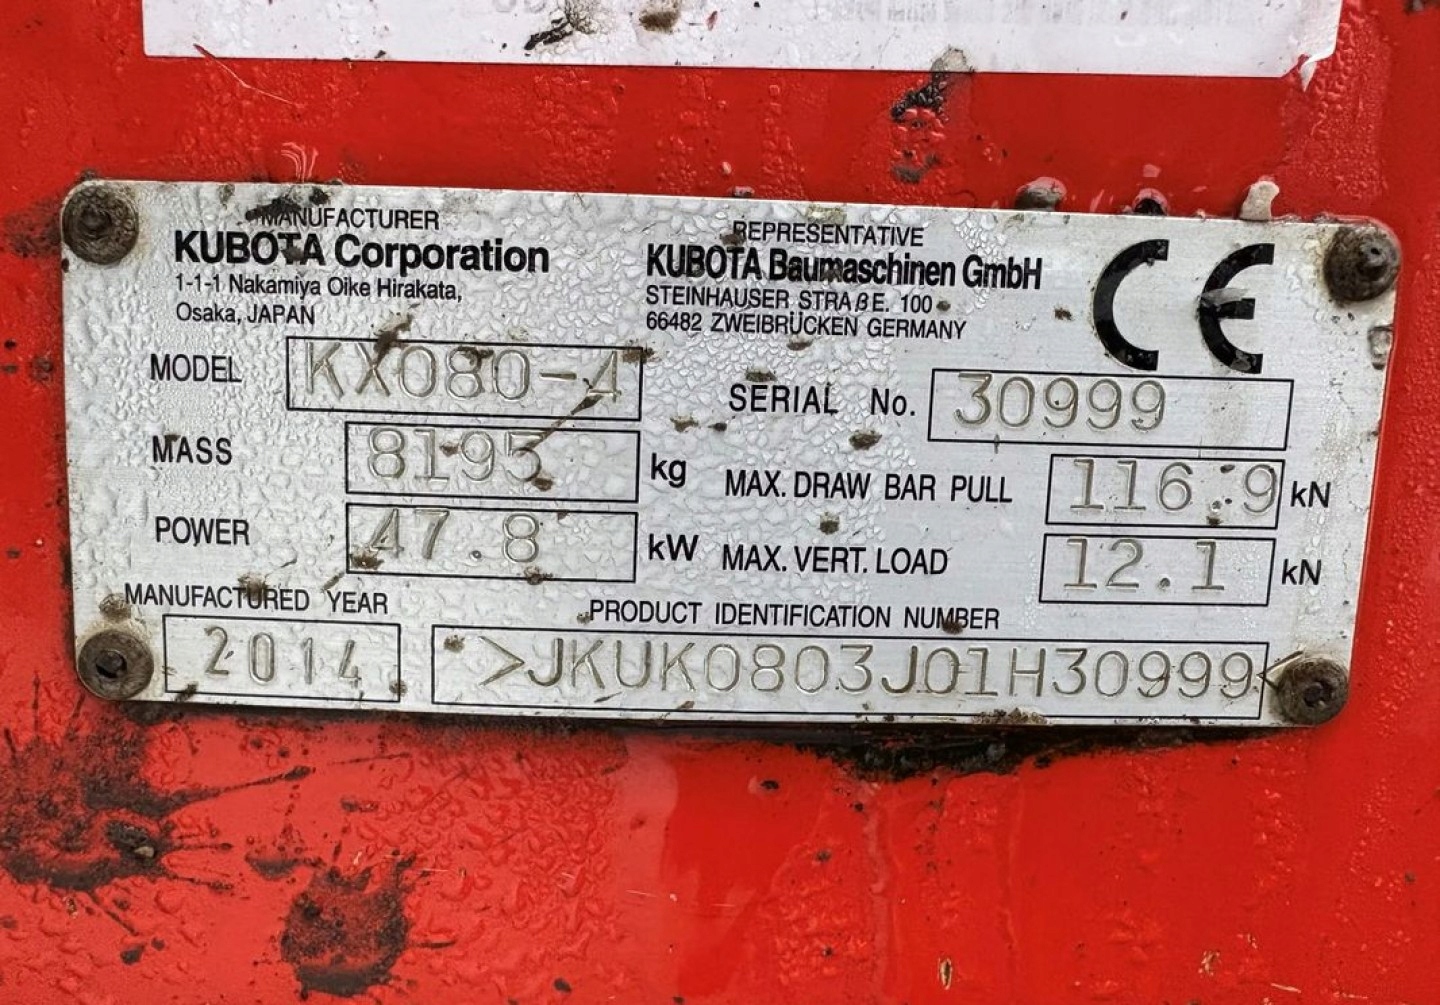 MANUFACTURER
KUBOTA Corporation
1-1-1 Nakamiya Oike Hirakata,
Osaka, JAPAN
REPRESENTATIVE
KUBOTA Baumaschinen GmbH
STEINHAUSER STRAßE. 100
66482 ZWEIBRÜCKEN GERMANY
CE
MODEL KX080-4
SERIAL No. 30999
MASS 8195 kg
MAX. DRAW BAR PULL 116.9 kN
POWER 47.8 kW
MAX. VERT. LOAD 12.1 kN
MANUFACTURED YEAR
2014
PRODUCT IDENTIFICATION NUMBER
>JKUK0803J01H30999<